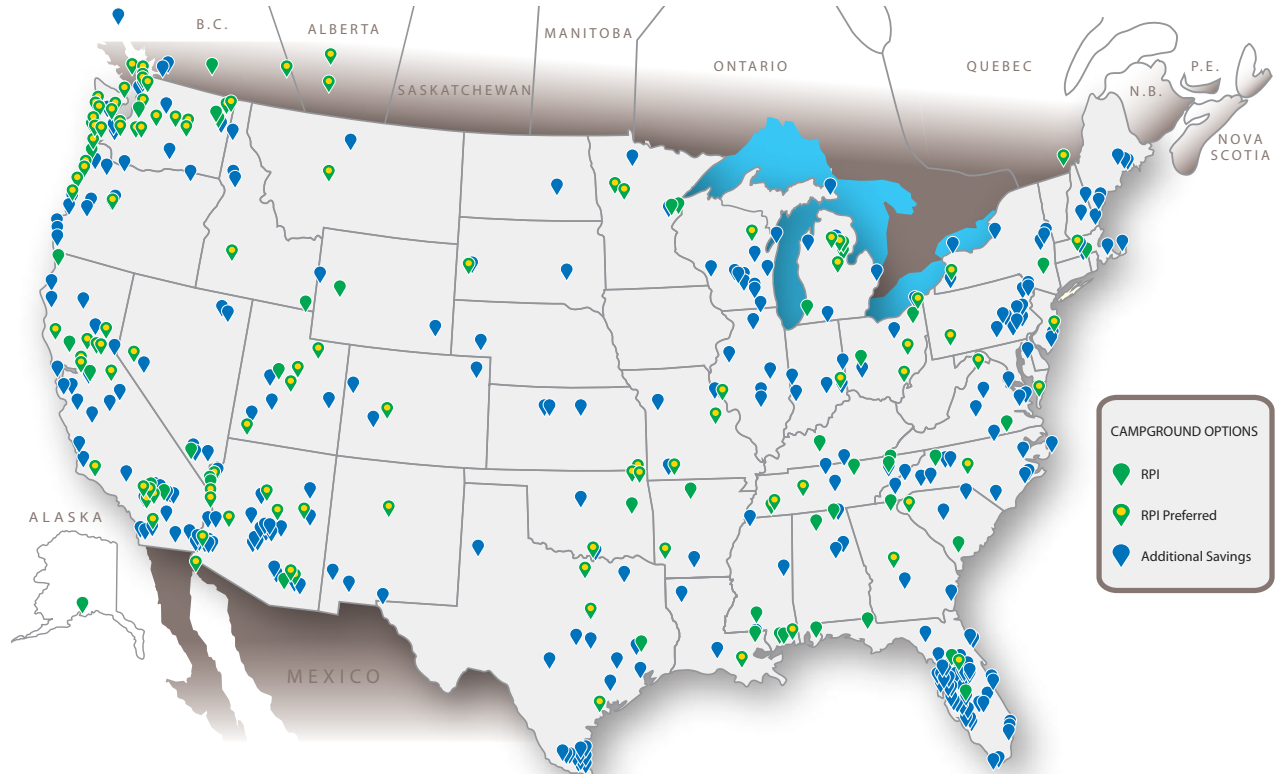 B.C.
ALBERTA
MANITOBA
SASKATCHEWAN
ONTARIO
QUEBEC
P.E.
N.B.
NOVA
SCOTIA
CAMPGROUND OPTIONS
RPI
RPI Preferred
Additional Savings
ALASKA
MEXICO